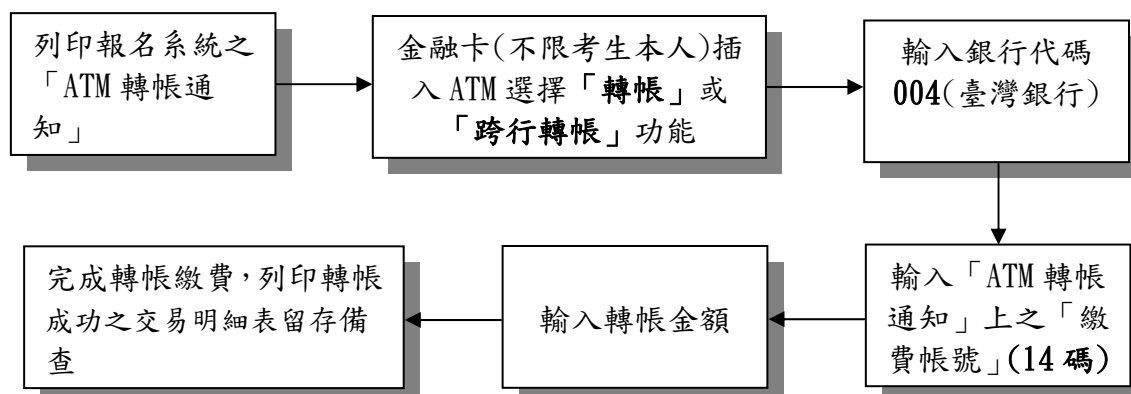 列印報名系統之
「ATM 轉帳通
知」
金融卡(不限考生本人)插
入 ATM 選擇「轉帳」或
「跨行轉帳」功能
輸入銀行代碼
004(臺灣銀行)
輸入「ATM 轉帳
通知」上之「繳
費帳號」(14 碼)
輸入轉帳金額
完成轉帳繳費，列印轉帳
成功之交易明細表留存備
查